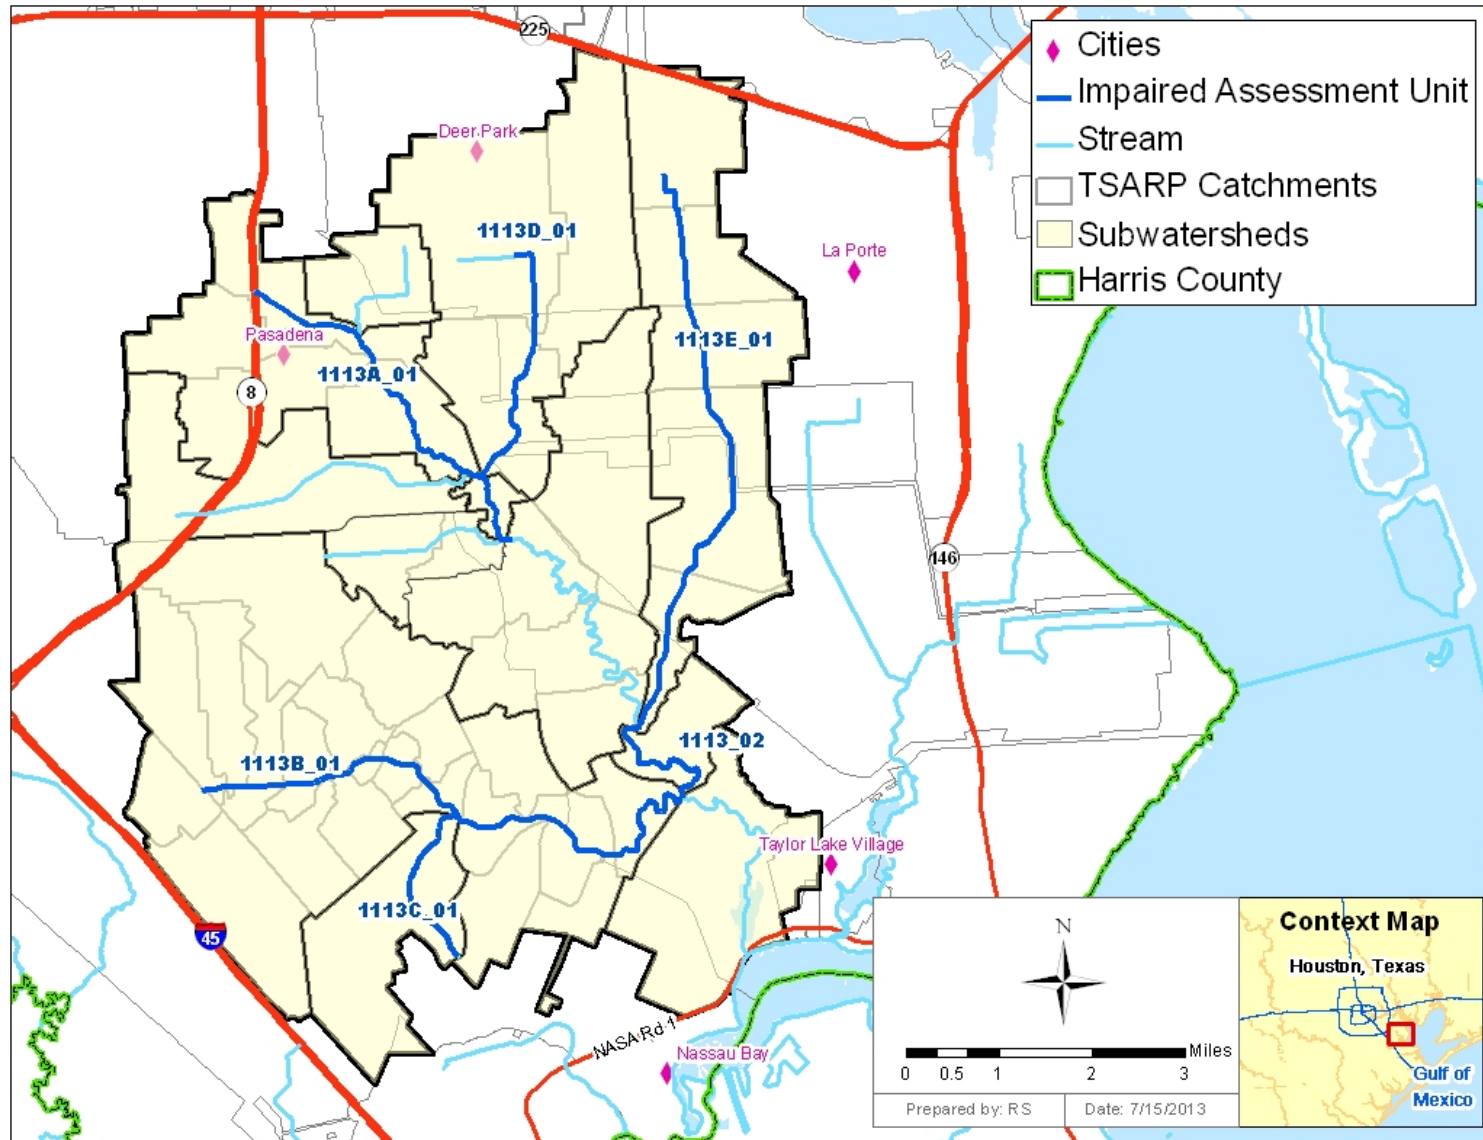 225
Cities
Impaired Assessment Unit
Stream
TSARP Catchments
Subwatersheds
Harris County
Deer Park
1113D_01
La Porte
Pasadena
1113E_01
1113A_01
8
146
1113_02
1113B_01
Taylor Lake Village
1113C_01
45
NASA Rd 1
Nassau Bay
N
Miles
0 0.5 1 2 3
Prepared by: RS
Date: 7/15/2013
Context Map
Houston, Texas
Gulf of
Mexico